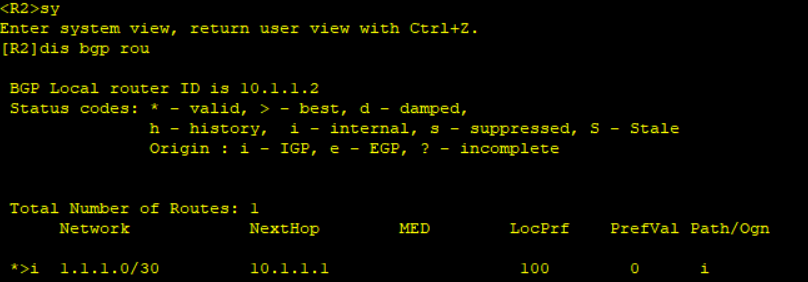 <R2>sy
Enter system view, return user view with Ctrl+Z.
[R2]dis bgp rou
BGP Local router ID is 10.1.1.2
Status codes: * - valid, > - best, d - damped,
h - history,  i - internal, s - suppressed, S - Stale
Origin : i - IGP, e - EGP, ? - incomplete
Total Number of Routes: 1
Network NextHop MED LocPrf PrefVal Path/Ogn
*>i 1.1.1.0/30 10.1.1.1 100 0 i